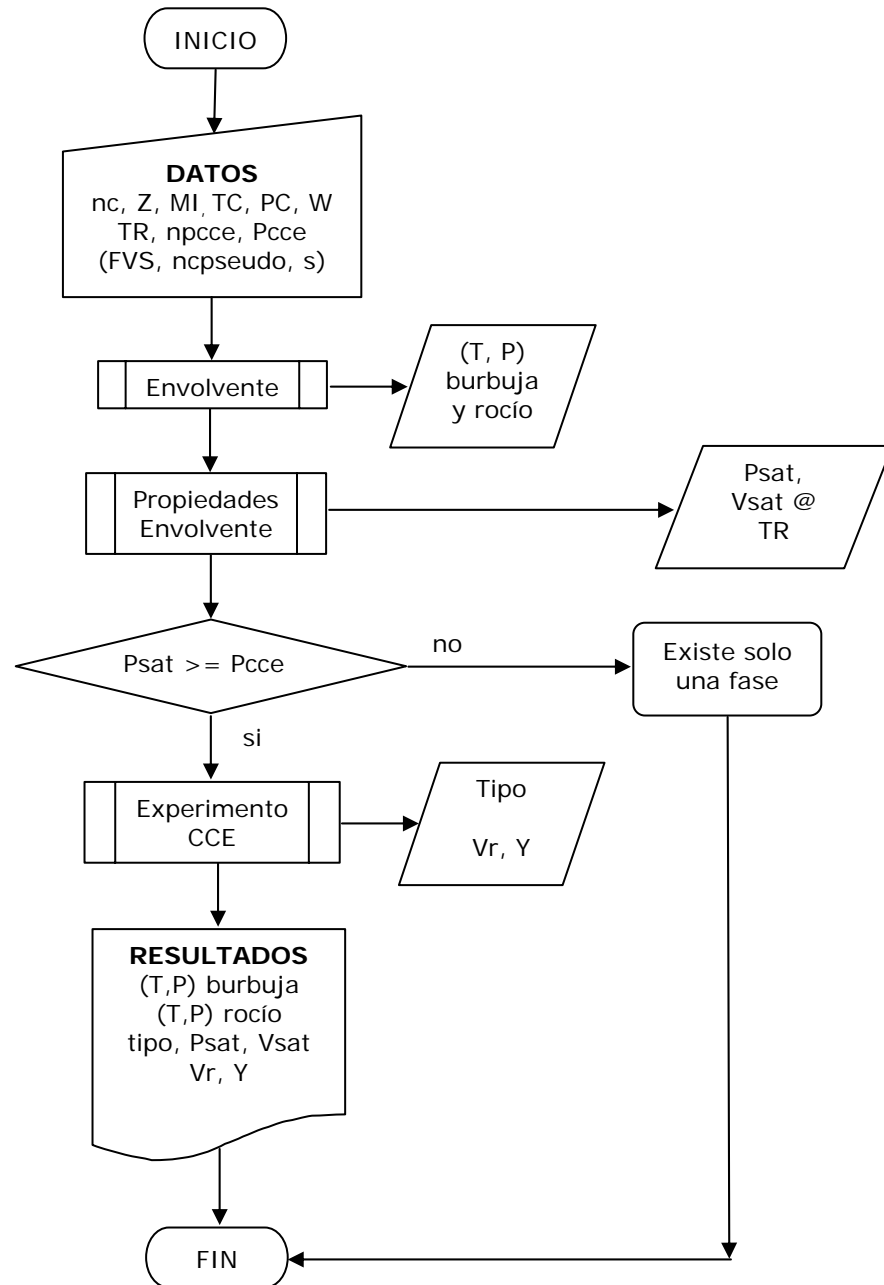 INICIO
DATOS
nc, Z, MI, TC, PC, W
TR, npcce, Pcce
(FVS, ncpseudo, s)
Envolvente
(T, P)
burbuja
y rocío
Propiedades
Envolvente
Psat,
Vsat @
TR
Psat >= Pcce
no
Existe solo
una fase
si
Experimento
CCE
Tipo
Vr, Y
RESULTADOS
(T,P) burbuja
(T,P) rocío
tipo, Psat, Vsat
Vr, Y
FIN